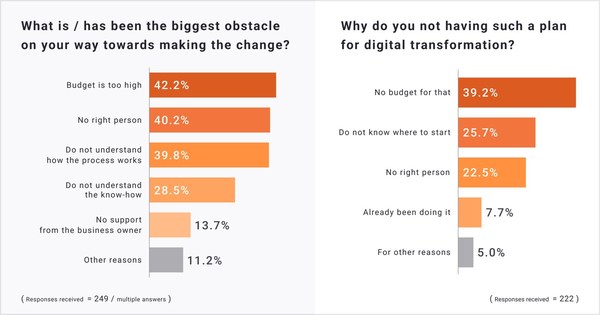 What is / has been the biggest obstacle
on your way towards making the change?
Budget is too high
42.2%
No right person
40.2%
Do not understand
how the process works
39.8%
Do not understand
the know-how
28.5%
No support
from the business owner
13.7%
Other reasons
11.2%
( Responses received = 249 / multiple answers )
Why do you not having such a plan
for digital transformation?
No budget for that
39.2%
Do not know where to start
25.7%
No right person
22.5%
Already been doing it
7.7%
For other reasons
5.0%
( Responses received = 222 )